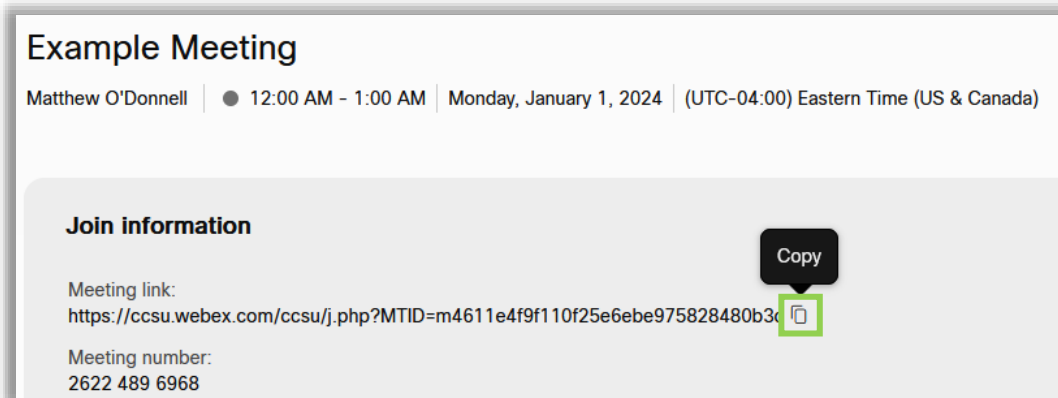 Example Meeting
Matthew O'Donnell 12:00 AM - 1:00 AM Monday, January 1, 2024 (UTC-04:00) Eastern Time (US & Canada)
Join information
Copy
Meeting link:
https://ccsu.webex.com/ccsu/j.php?MTID=m4611e4f9f110f25e6ebe975828480b3
Meeting number:
2622 489 6968